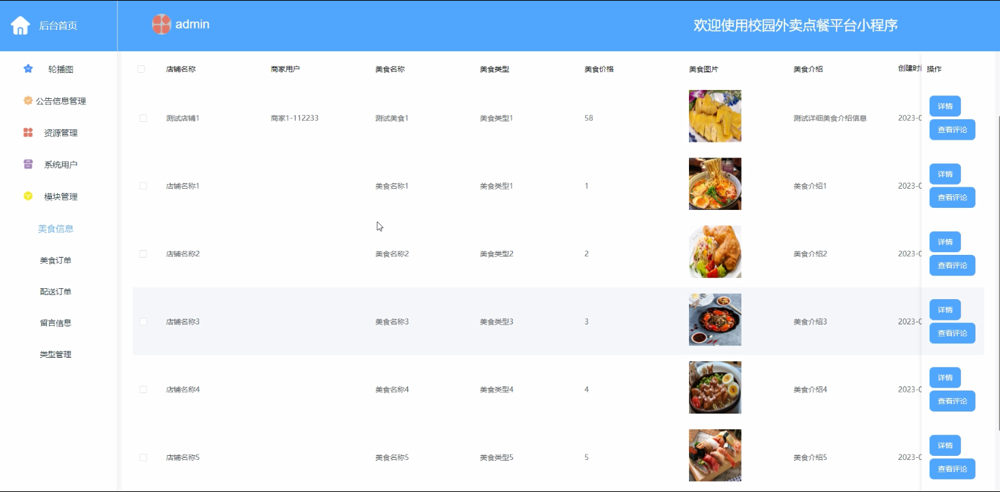 后台首页
admin
欢迎使用校园外卖点餐平台小程序
轮播图
公告信息管理
资源管理
系统用户
模块管理
美食信息
美食订单
配送订单
留言信息
类型管理
店铺名称 商家用户 美食名称 美食类型 美食价格 美食图片 美食介绍 创建时 操作
测试店铺1 商家1-112233 测试美食1 美食类型1 58 测试详细美食介绍信息 2023-0 详情
查看评论
店铺名称1 美食名称1 美食类型1 1 美食介绍1 2023-0 详情
查看评论
店铺名称2 美食名称2 美食类型2 2 美食介绍2 2023-0 详情
查看评论
店铺名称3 美食名称3 美食类型3 3 美食介绍3 2023-0 详情
查看评论
店铺名称4 美食名称4 美食类型4 4 美食介绍4 2023-0 详情
查看评论
店铺名称5 美食名称5 美食类型5 5 美食介绍5 2023-0 详情
查看评论